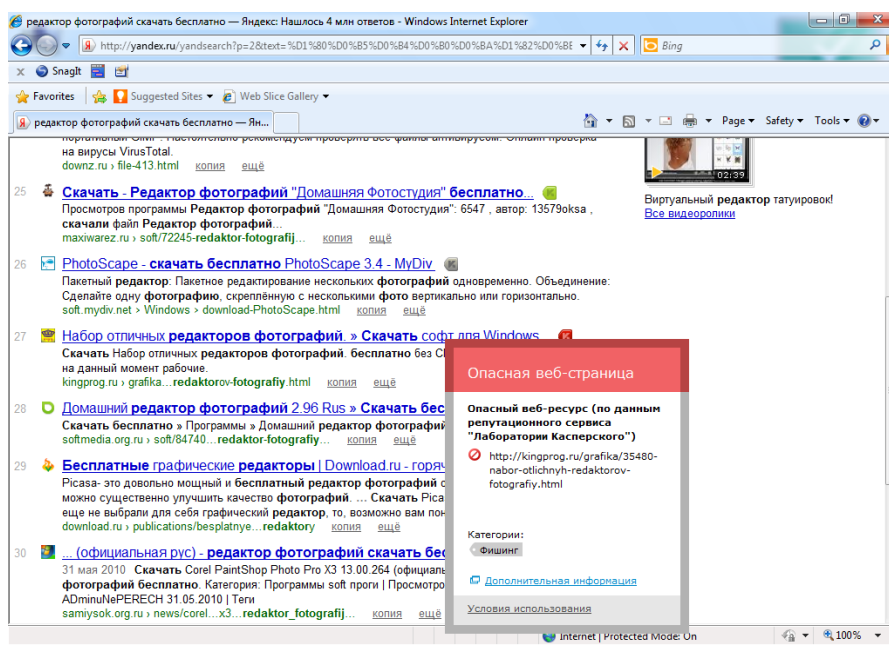 редактор фотографий скачать бесплатно — Яндекс: Нашлось 4 млн ответов - Windows Internet Explorer
http://yandex.ru/yandsearch?p=2&text=%D1%80%D0%B5%D0%B4%D0%B0%D0%BA%D1%82%D0%BE
Bing
x SnagIt
Favorites Suggested Sites Web Slice Gallery
редактор фотографий скачать бесплатно — Ян...
Page Safety Tools
на вирусы VirusTotal.
downz.ru › file-413.html копия ещё
25 Скачать - Редактор фотографий "Домашняя Фотостудия" бесплатно...
Просмотров программы Редактор фотографий "Домашняя Фотостудия": 6547 , автор: 13579oksa ,
скачали файл Редактор фотографий...
maxiwarez.ru › soft/72245-redaktor-fotografij... копия ещё
26 PhotoScape - скачать бесплатно PhotoScape 3.4 - MyDiv
Пакетный редактор: Пакетное редактирование нескольких фотографий одновременно. Объединение:
Сделайте одну фотографию, скреплённую с несколькими фото вертикально или горизонтально.
soft.mydiv.net › Windows › download-PhotoScape.html копия ещё
27 Набор отличных редакторов фотографий. » Скачать софт для Windows
Скачать Набор отличных редакторов фотографий. бесплатно без
на данный момент рабочие.
kingprog.ru › grafika...redaktorov-fotografiy.html копия ещё
28 Домашний редактор фотографий 2.96 Rus » Скачать бес
Скачать бесплатно » Программы » Домашний редактор фотографий
softmedia.org.ru › soft/84740...redaktor-fotografiy... копия ещё
29 Бесплатные графические редакторы | Download.ru - горяч
Picasa- это довольно мощный и бесплатный редактор фотографий с
можно существенно улучшить качество фотографий. ... Скачать Pica
еще не выбрали для себя графический редактор, то, возможно вам пон
download.ru › publications/besplatnye...redaktory копия ещё
30 ... (официальная рус) - редактор фотографий скачать бес
31 мая 2010 Скачать Corel PaintShop Photo Pro X3 13.00.264 (официаль
фотографий бесплатно. Категория: Программы soft проги | Просмотро
ADminuNePERECH 31.05.2010 | Теги
samiysok.org.ru › news/corel...x3...redaktor_fotografij... копия ещё
02:39
Виртуальный редактор татуировок!
Все видеоролики
Опасная веб-страница
Опасный веб-ресурс (по данным
репутационного сервиса
"Лаборатории Касперского")
http://kingprog.ru/grafika/35480-
nabor-otlichnyh-redaktorov-
fotografiy.html
Категории:
Фишинг
Дополнительная информация
Условия использования
Internet | Protected Mode: On
100%